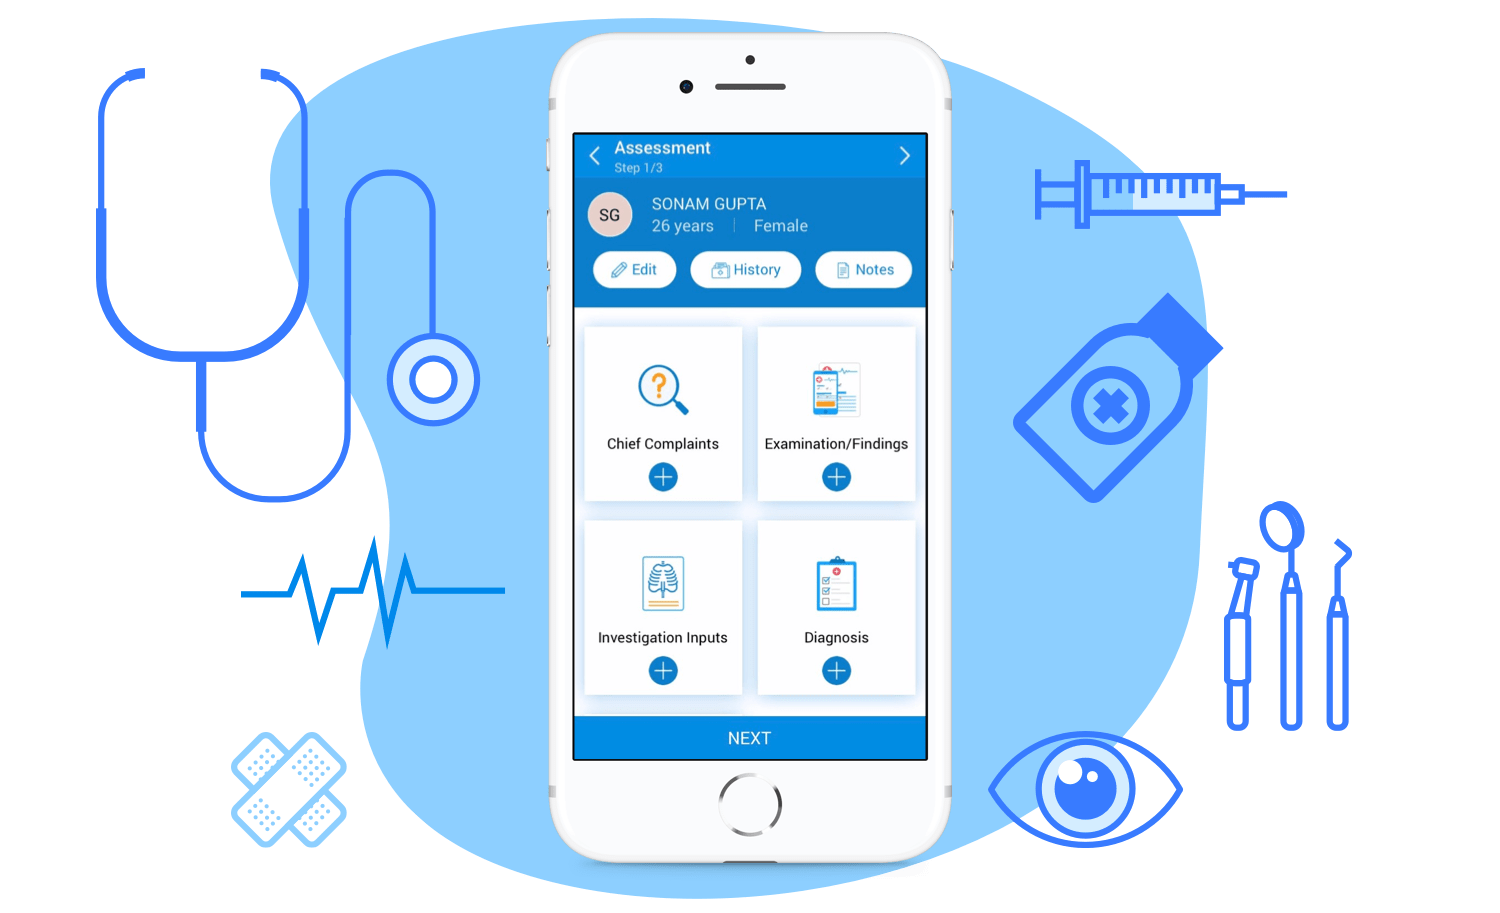 Assessment
Step 1/3
SG
SONAM GUPTA
26 years Female
Edit History Notes
Chief Complaints Examination/Findings
Investigation Inputs Diagnosis
NEXT